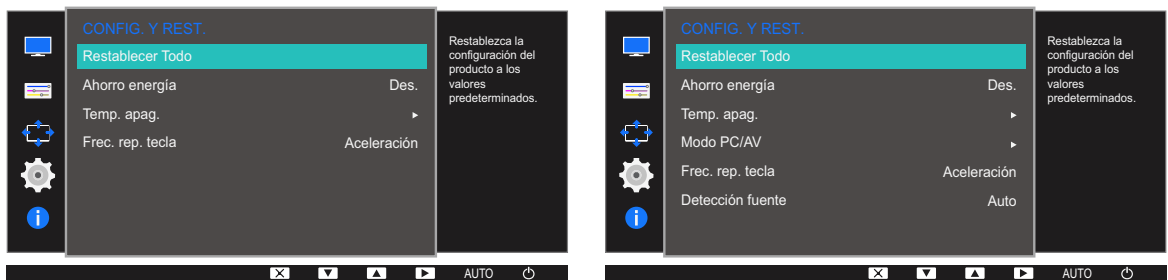 CONFIG. Y REST.
Restablecer Todo
Ahorro energía Des.
Temp. apag.
Frec. rep. tecla Aceleración
Restablezca la
configuración del
producto a los
valores
predeterminados.
AUTO
CONFIG. Y REST.
Restablecer Todo
Ahorro energía Des.
Temp. apag.
Modo PC/AV
Frec. rep. tecla Aceleración
Detección fuente Auto
Restablezca la
configuración del
producto a los
valores
predeterminados.
AUTO